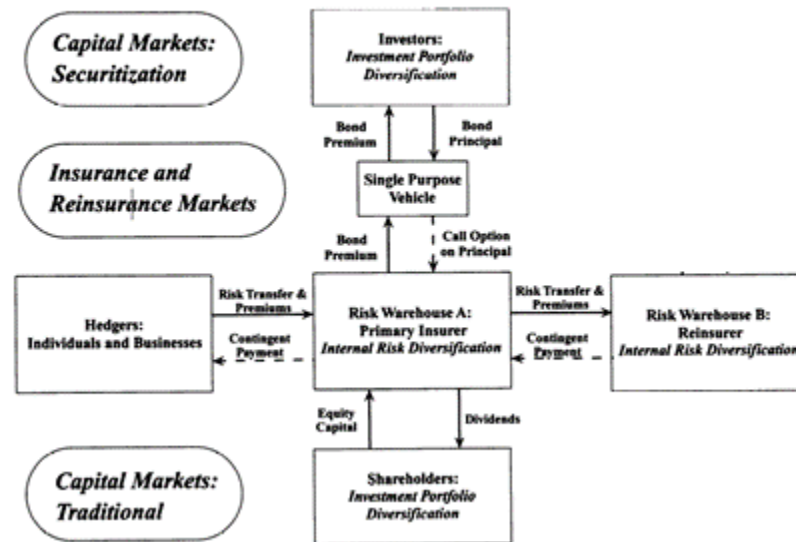 Capital Markets:
Securitization
Investors:
Investment Portfolio
Diversification
Bond
Premium
Bond
Principal
Insurance and
Reinsurance Markets
Single Purpose
Vehicle
Bond
Premium
Call Option
on Principal
Hedgers:
Individuals and Businesses
Risk Transfer &
Premiums
Contingent
Payment
Risk Warehouse A:
Primary Insurer
Internal Risk Diversification
Risk Transfer &
Premiums
Contingent
Payment
Risk Warehouse B:
Reinsurer
Internal Risk Diversification
Equity
Capital
Dividends
Capital Markets:
Traditional
Shareholders:
Investment Portfolio
Diversification